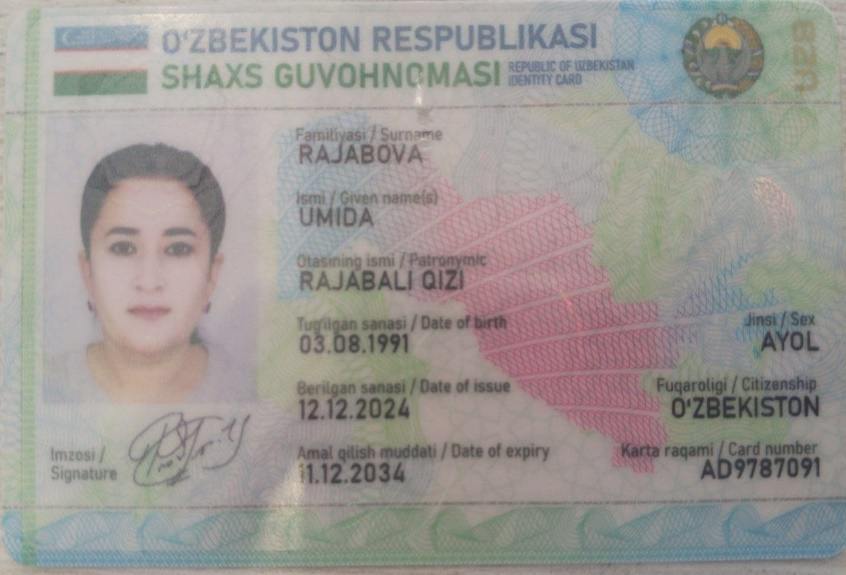 O'ZBEKISTON RESPUBLIKASI
SHAXS GUVOHNOMASI
REPUBLIC OF UZBEKISTAN
IDENTITY CARD
UZB
Familiyasi / Surname
RAJABOVA
Ismi / Given name(s)
UMIDA
Otasining ismi / Patronymic
RAJABALI QIZI
Tug'ilgan sanasi / Date of birth
03.08.1991
Jinsi / Sex
AYOL
Berilgan sanasi / Date of issue
12.12.2024
Fuqaroligi / Citizenship
O'ZBEKISTON
Amal qilish muddati / Date of expiry
11.12.2034
Karta raqami / Card number
AD9787091
Imzosi /
Signature